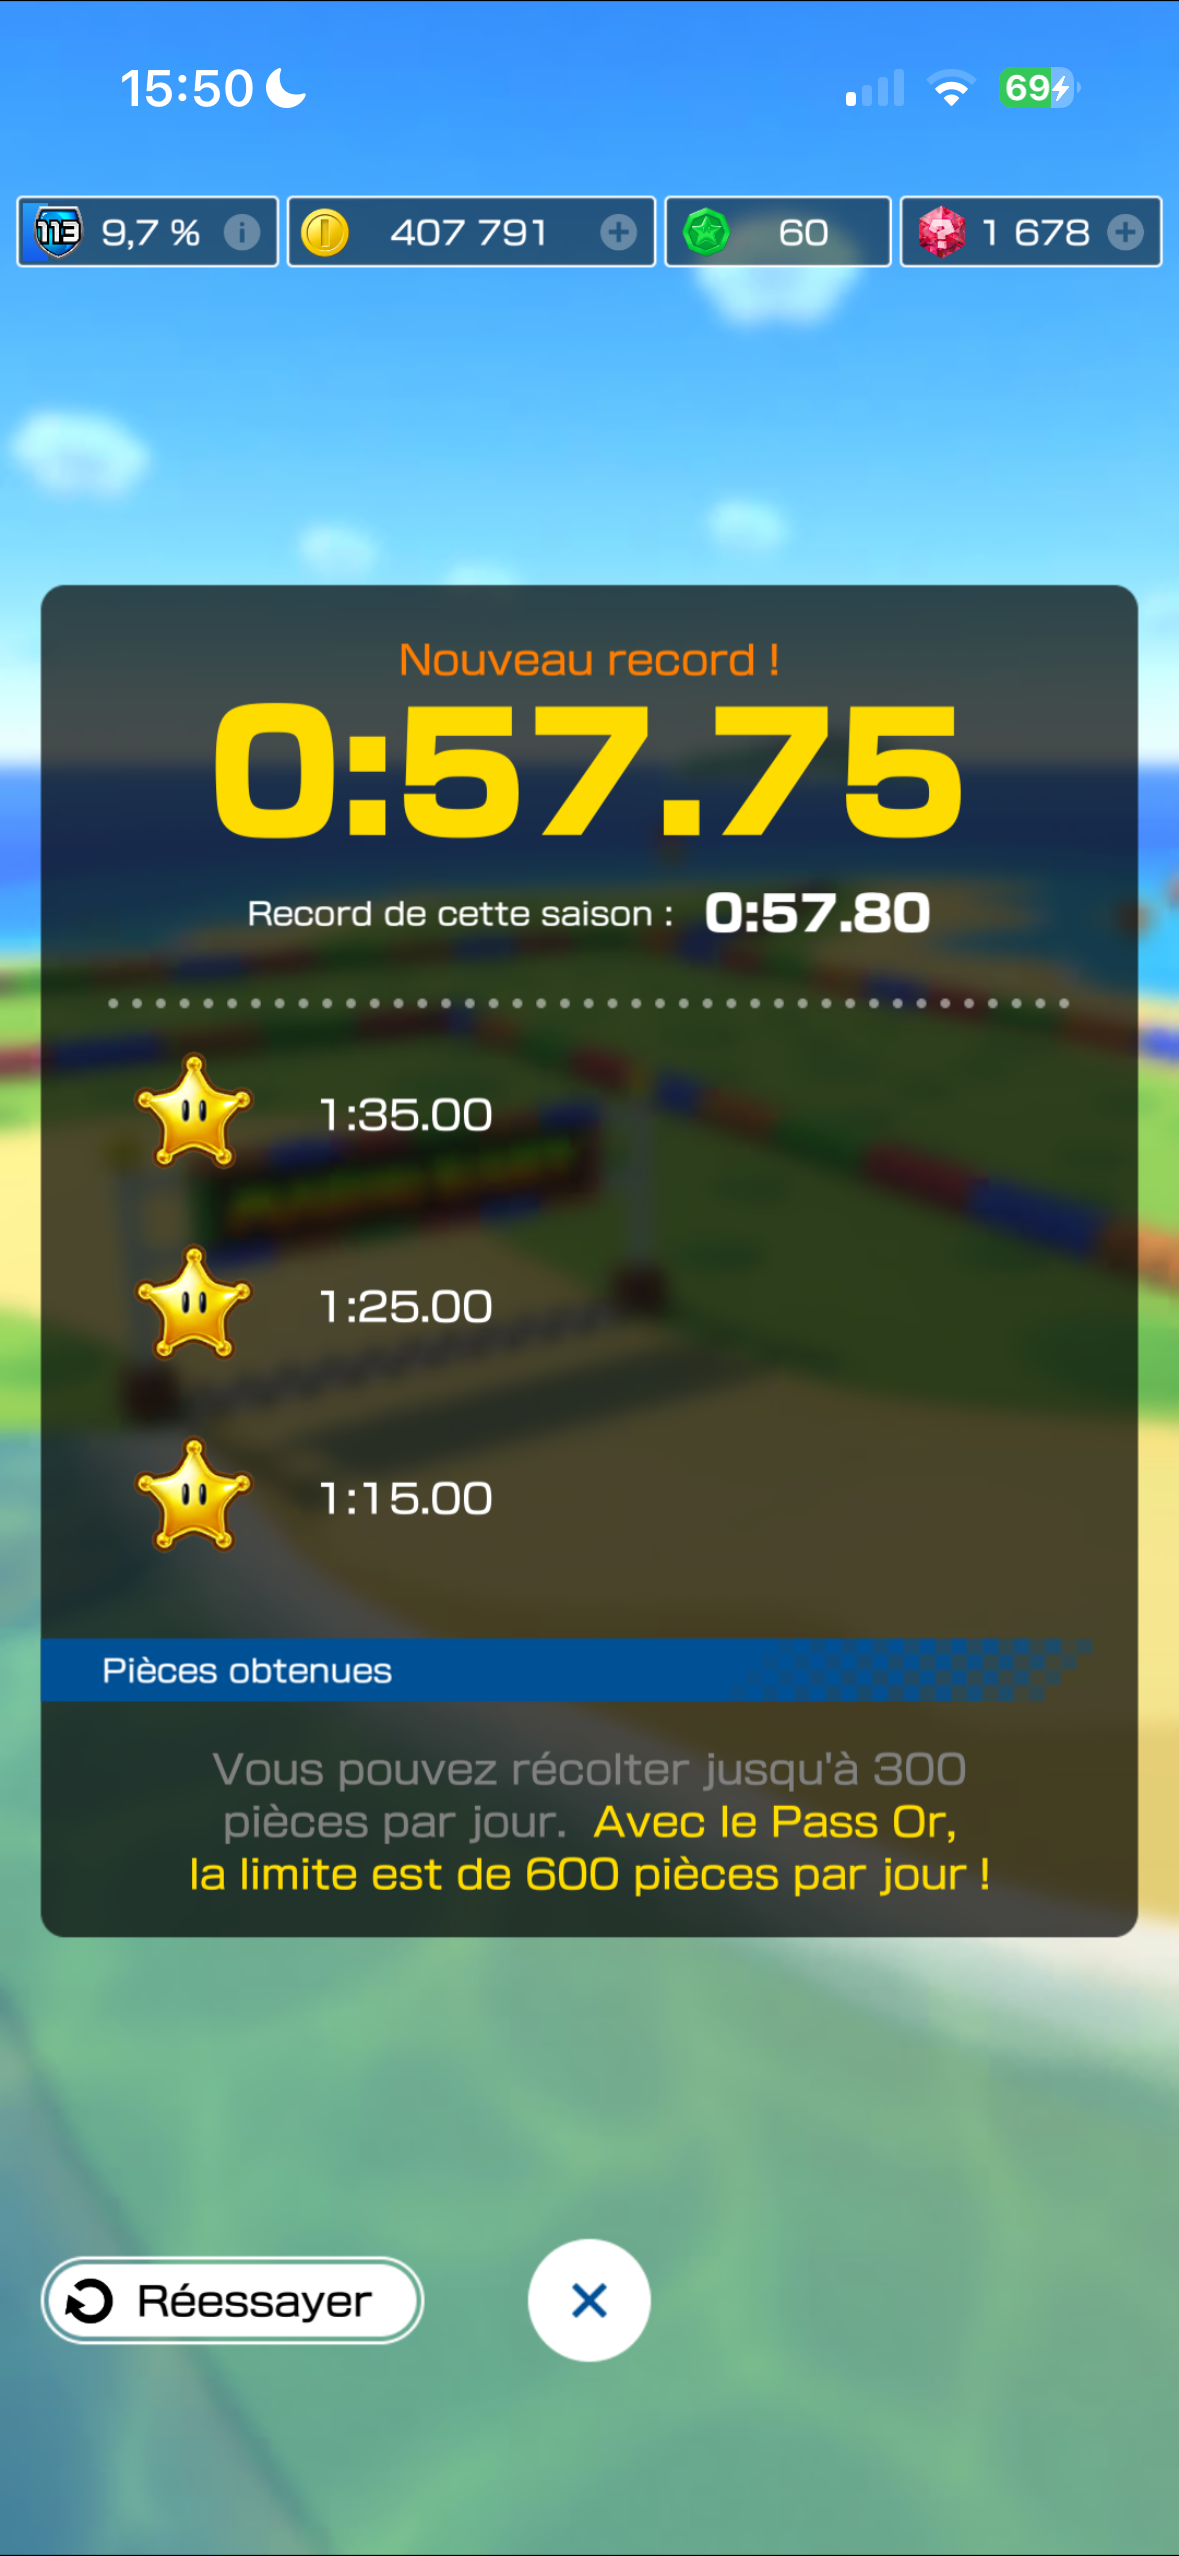 15:50
69
113 9,7 % 407 791 60 1 678
Nouveau record !
0:57.75
Record de cette saison : 0:57.80
1:35.00
1:25.00
1:15.00
Pièces obtenues
Vous pouvez récolter jusqu'à 300
pièces par jour. Avec le Pass Or,
la limite est de 600 pièces par jour !
Réessayer